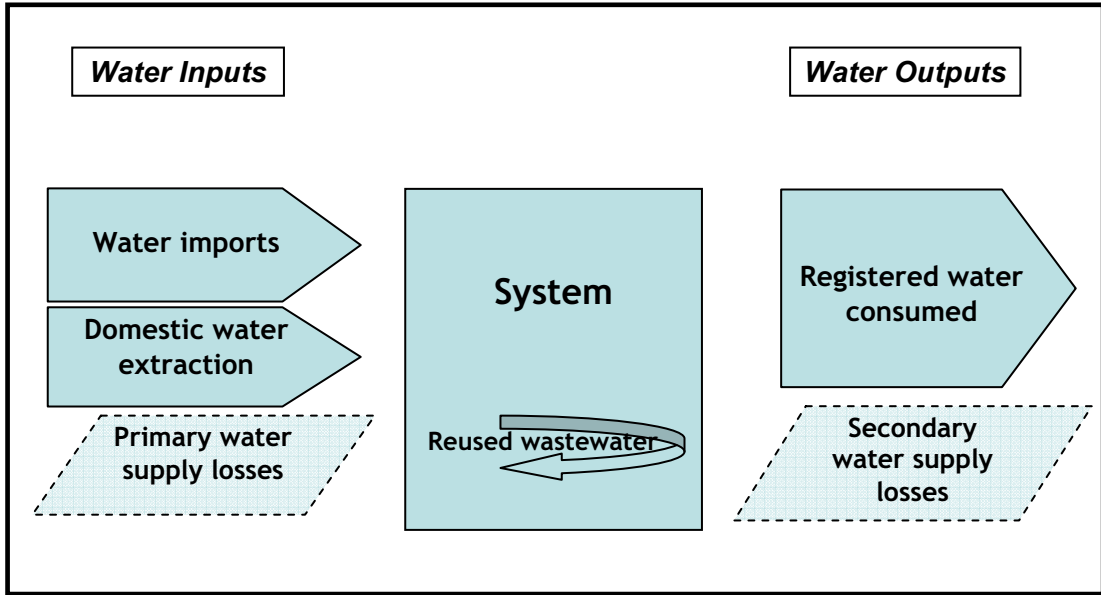 Water Inputs
Water Outputs
Water imports
Domestic water
extraction
Primary water
supply losses
System
Reused wastewater
Registered water
consumed
Secondary
water supply
losses